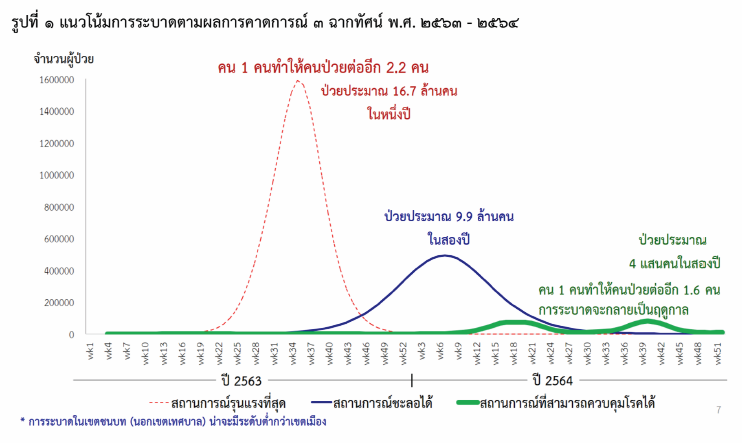 รูปที่ ๑ แนวโน้มการระบาดตามผลการคาดการณ์ ๓ ฉากทัศน์ พ.ศ. ๒๕๖๓ - ๒๕๖๔
จำนวนผู้ป่วย
คน 1 คนทำให้คนป่วยต่ออีก 2.2 คน
ป่วยประมาณ 16.7 ล้านคน
ในหนึ่งปี
1600000
1400000
1200000
1000000
800000
600000
400000
200000
0
ป่วยประมาณ 9.9 ล้านคน
ในสองปี
ป่วยประมาณ
4 แสนคนในสองปี
คน 1 คนทำให้ป่วยต่ออีก 1.6 คน
การระบาดจะกลายเป็นฤดูกาล
wk1 wk4 wk7 wk10 wk13 wk16 wk19 wk22 wk25 wk28 wk31 wk34 wk37 wk40 wk43 wk46 wk49 wk52 wk3 wk6 wk9 wk12 wk15 wk18 wk21 wk24 wk27 wk30 wk33 wk36 wk39 wk42 wk45 wk48 wk51
ปี 2563 ปี 2564
สถานการณ์รุนแรงที่สุด สถานการณ์ชะลอได้ สถานการณ์ที่สามารถควบคุมโรคได้
7
* การระบาดในเขตชนบท (นอกเขตเทศบาล) น่าจะมีระดับต่ำกว่าเขตเมือง